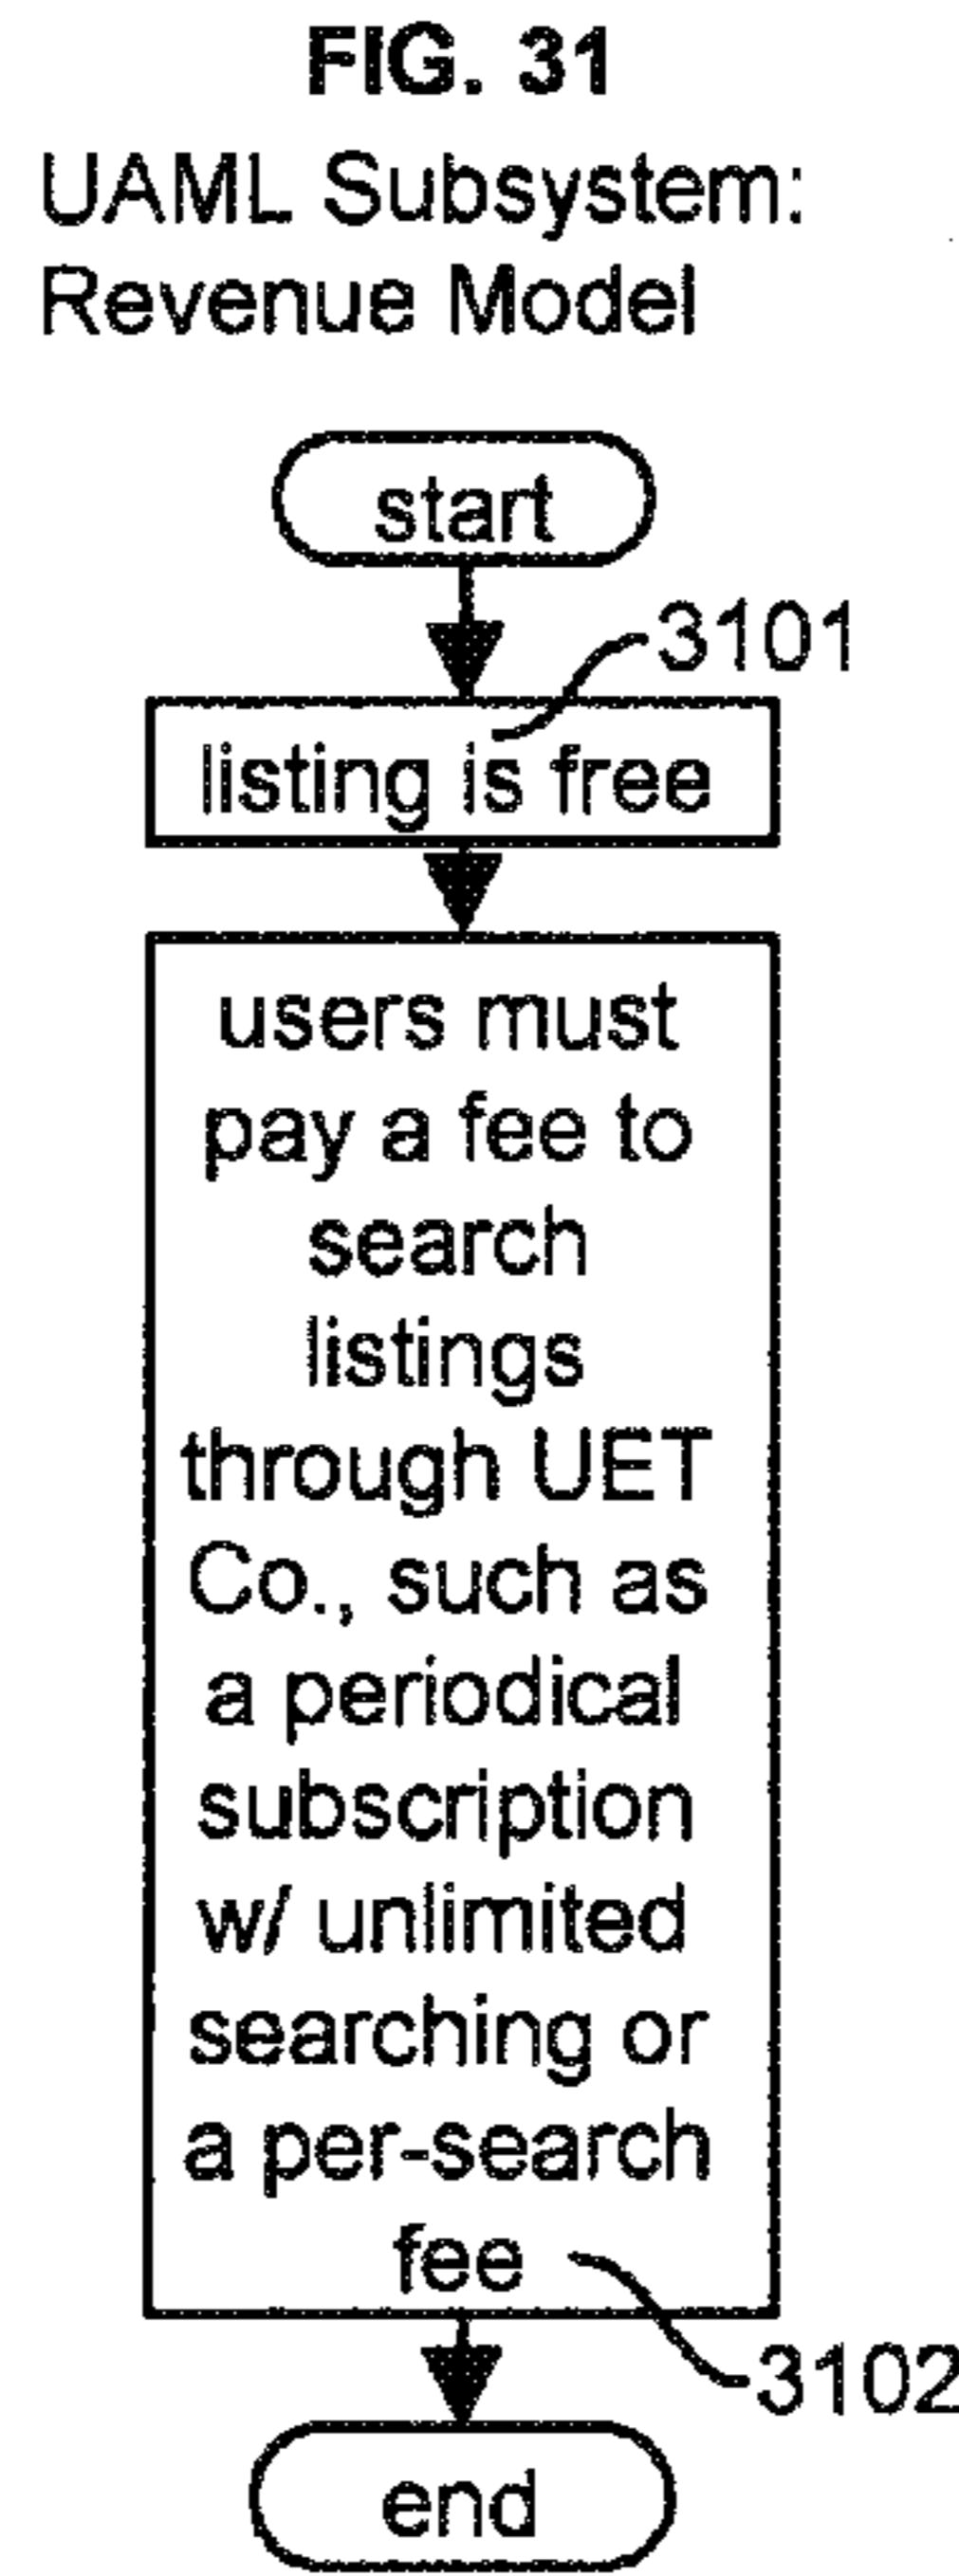 FIG. 31
UAML Subsystem:
Revenue Model
start
3101
listing is free
users must
pay a fee to
search
listings
through UET
Co., such as
a periodical
subscription
w/ unlimited
searching or
a per-search
fee
3102
end